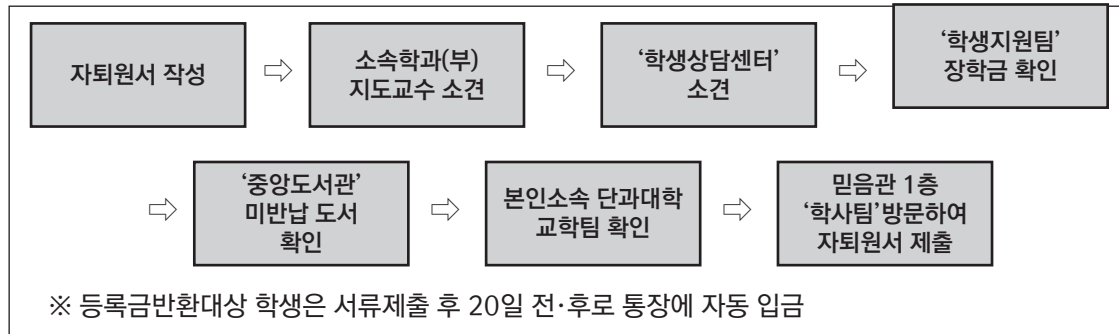 자퇴원서 작성
⇨
소속학과(부)
지도교수 소견
⇨
‘학생상담센터’
소견
⇨
‘학생지원팀’
장학금 확인
⇨
‘중앙도서관’
미반납 도서
확인
⇨
본인소속 단과대학
교학팀 확인
⇨
믿음관 1층
‘학사팀’방문하여
자퇴원서 제출
※ 등록금반환대상 학생은 서류제출 후 20일 전·후로 통장에 자동 입금